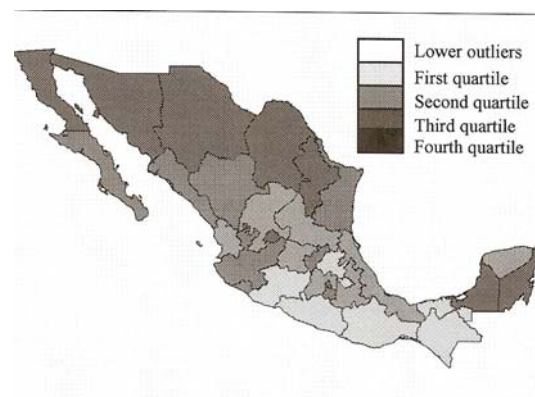 Lower outliers
First quartile
Second quartile
Third quartile
Fourth quartile